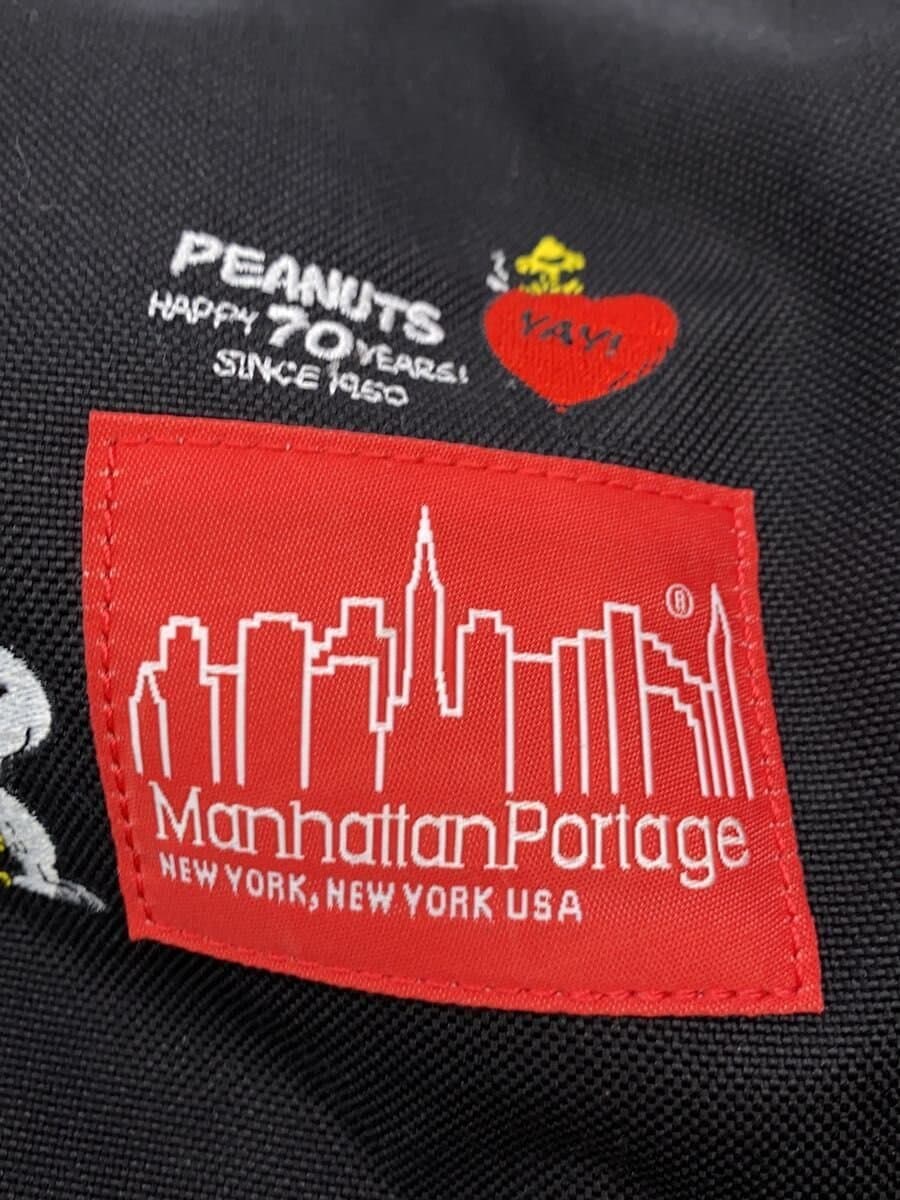 PEANUTS
HAPPY 70 YEARS!
SINCE 1950
YAY!
®
ManhattanPortage
NEW YORK, NEW YORK USA